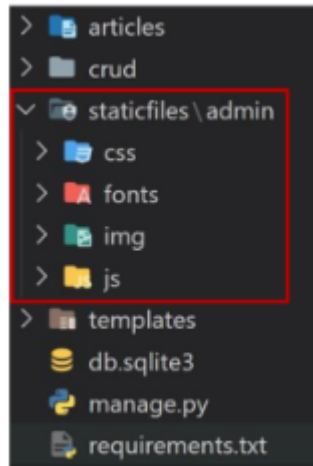 articles
crud
staticfiles\admin
css
fonts
img
js
templates
db.sqlite3
manage.py
requirements.txt